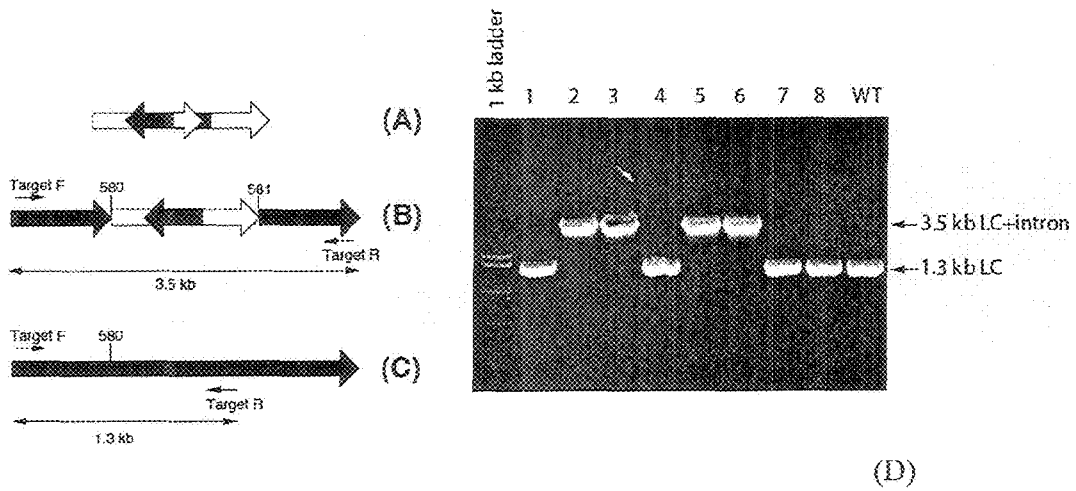 (A)
Target F
580
581
(B)
Target R
3.5 kb
Target F
580
(C)
Target R
1.3 kb
1 kb ladder
1 2 3 4 5 6 7 8 WT
3.5 kb LC+intron
1.3 kb LC
(D)